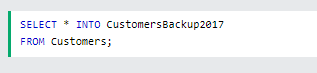 SELECT * INTO CustomersBackup2017
FROM Customers;